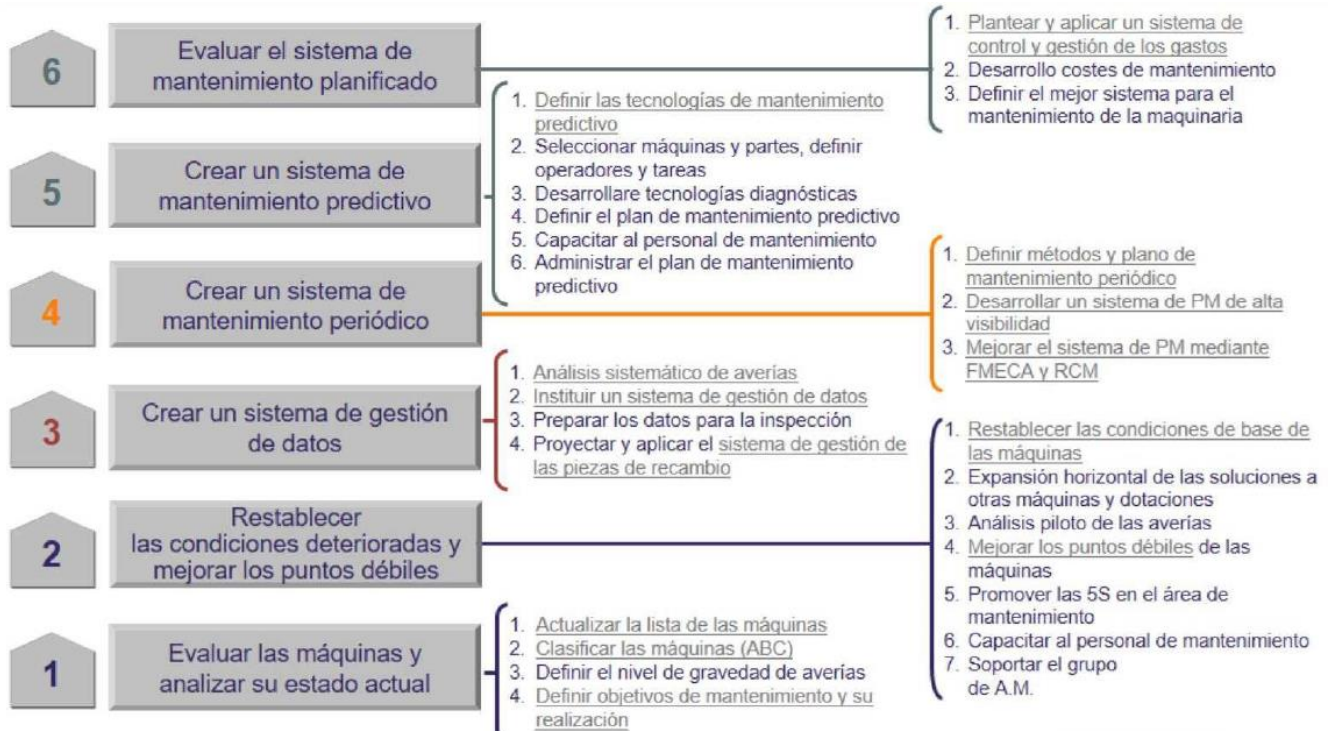 6
Evaluar el sistema de
mantenimiento planificado
1. Plantear y aplicar un sistema de
control y gestión de los gastos
2. Desarrollo costes de mantenimiento
3. Definir el mejor sistema para el
mantenimiento de la maquinaria
5
Crear un sistema de
mantenimiento predictivo
1. Definir las tecnologías de mantenimiento
predictivo
2. Seleccionar máquinas y partes, definir
operadores y tareas
3. Desarrollare tecnologías diagnósticas
4. Definir el plan de mantenimiento predictivo
5. Capacitar al personal de mantenimiento
6. Administrar el plan de mantenimiento
predictivo
4
Crear un sistema de
mantenimiento periódico
1. Definir métodos y plano de
mantenimiento periódico
2. Desarrollar un sistema de PM de alta
visibilidad
3. Mejorar el sistema de PM mediante
FMECA y RCM
3
Crear un sistema de gestión
de datos
1. Análisis sistemático de averías
2. Instituir un sistema de gestión de datos
3. Preparar los datos para la inspección
4. Proyectar y aplicar el sistema de gestión de
las piezas de recambio
2
Restablecer
las condiciones deterioradas y
mejorar los puntos débiles
1. Restablecer las condiciones de base de
las máquinas
2. Expansión horizontal de las soluciones a
otras máquinas y dotaciones
3. Análisis piloto de las averías
4. Mejorar los puntos débiles de las
máquinas
5. Promover las 5S en el área de
mantenimiento
6. Capacitar al personal de mantenimiento
7. Soportar el grupo
de A.M.
1
Evaluar las máquinas y
analizar su estado actual
1. Actualizar la lista de las máquinas
2. Clasificar las máquinas (ABC)
3. Definir el nivel de gravedad de averías
4. Definir objetivos de mantenimiento y su
realización